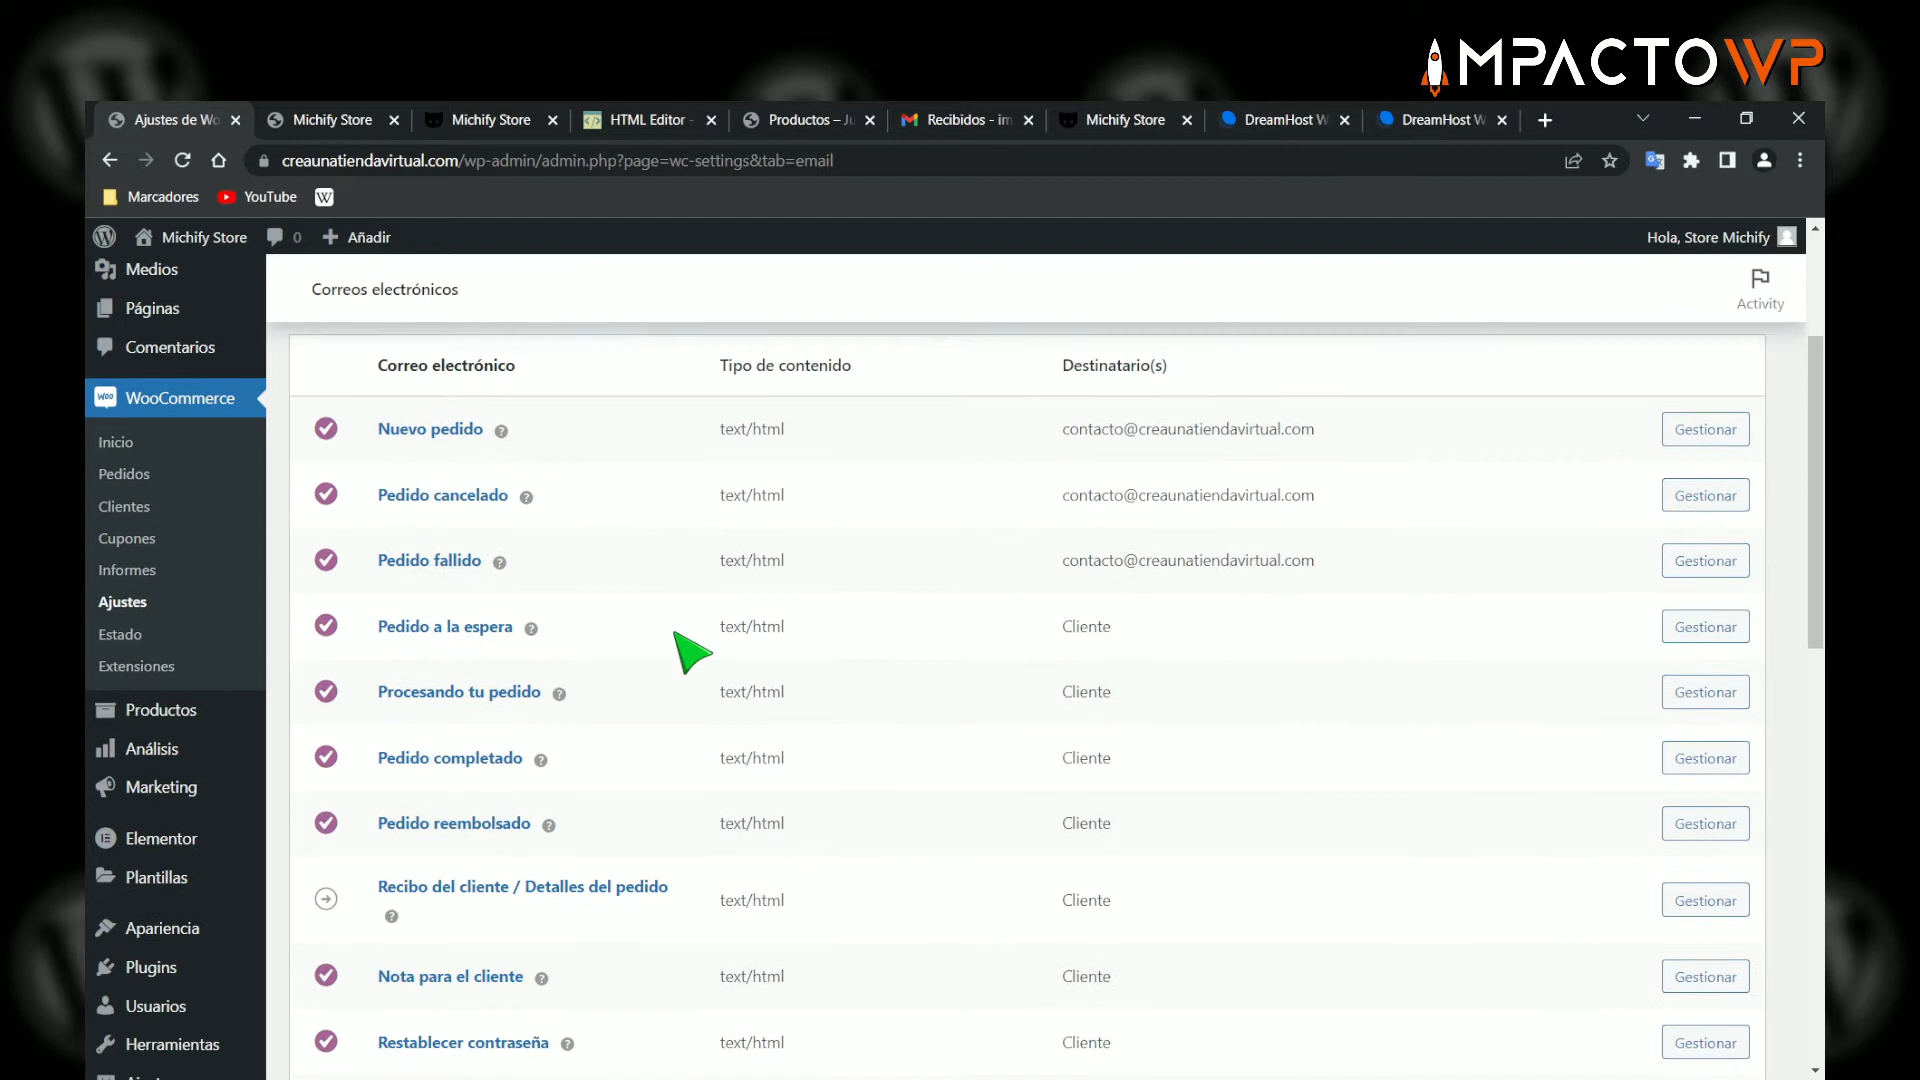 IMPACTOWP
Ajustes de Wo
Michify Store
Michify Store
HTML Editor -
Productos – Ju
Recibidos - im
Michify Store
DreamHost W
DreamHost W
creaunatiendavirtual.com/wp-admin/admin.php?page=wc-settings&tab=email
Marcadores
YouTube
W
Michify Store
0
Añadir
Hola, Store Michify
Medios
Páginas
Comentarios
WooCommerce
Inicio
Pedidos
Clientes
Cupones
Informes
Ajustes
Estado
Extensiones
Productos
Análisis
Marketing
Elementor
Plantillas
Apariencia
Plugins
Usuarios
Herramientas
Correos electrónicos
Activity
Correo electrónico Tipo de contenido Destinatario(s)
Nuevo pedido text/html contacto@creaunatiendavirtual.com Gestionar
Pedido cancelado text/html contacto@creaunatiendavirtual.com Gestionar
Pedido fallido text/html contacto@creaunatiendavirtual.com Gestionar
Pedido a la espera text/html Cliente Gestionar
Procesando tu pedido text/html Cliente Gestionar
Pedido completado text/html Cliente Gestionar
Pedido reembolsado text/html Cliente Gestionar
Recibo del cliente / Detalles del pedido text/html Cliente Gestionar
Nota para el cliente text/html Cliente Gestionar
Restablecer contraseña text/html Cliente Gestionar